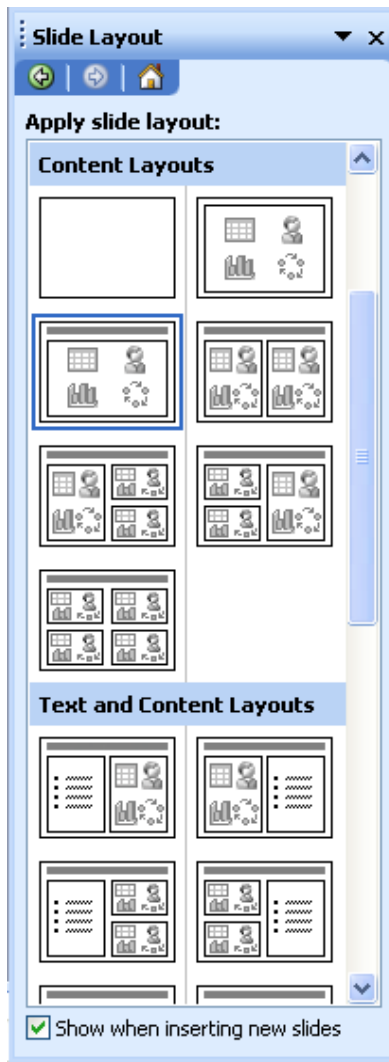 Slide Layout
Apply slide layout:
Content Layouts
Text and Content Layouts
Show when inserting new slides